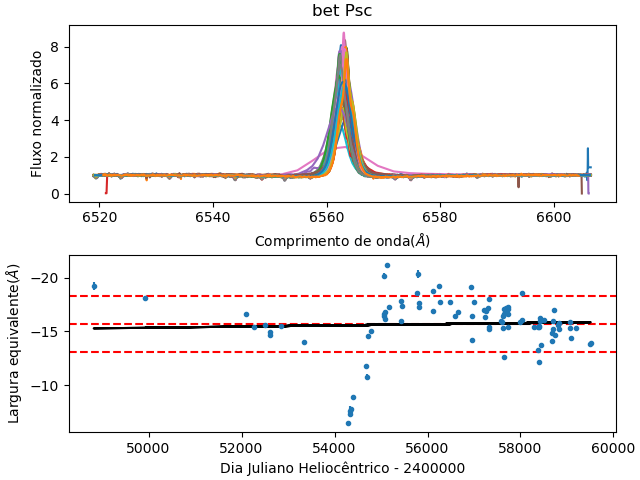 bet Psc
Fluxo normalizado
8
6
4
2
0
6520 6540 6560 6580 6600
Comprimento de onda(Å)
Largura equivalente(Å)
−20
−15
−10
50000 52000 54000 56000 58000 60000
Dia Juliano Heliocêntrico - 2400000